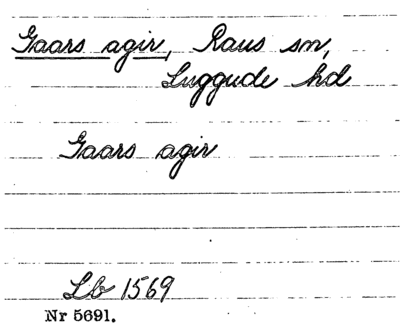 Gaars agir, Raus sn,
Luggude hd
Gaars agir
Lb 1569
Nr 5691.